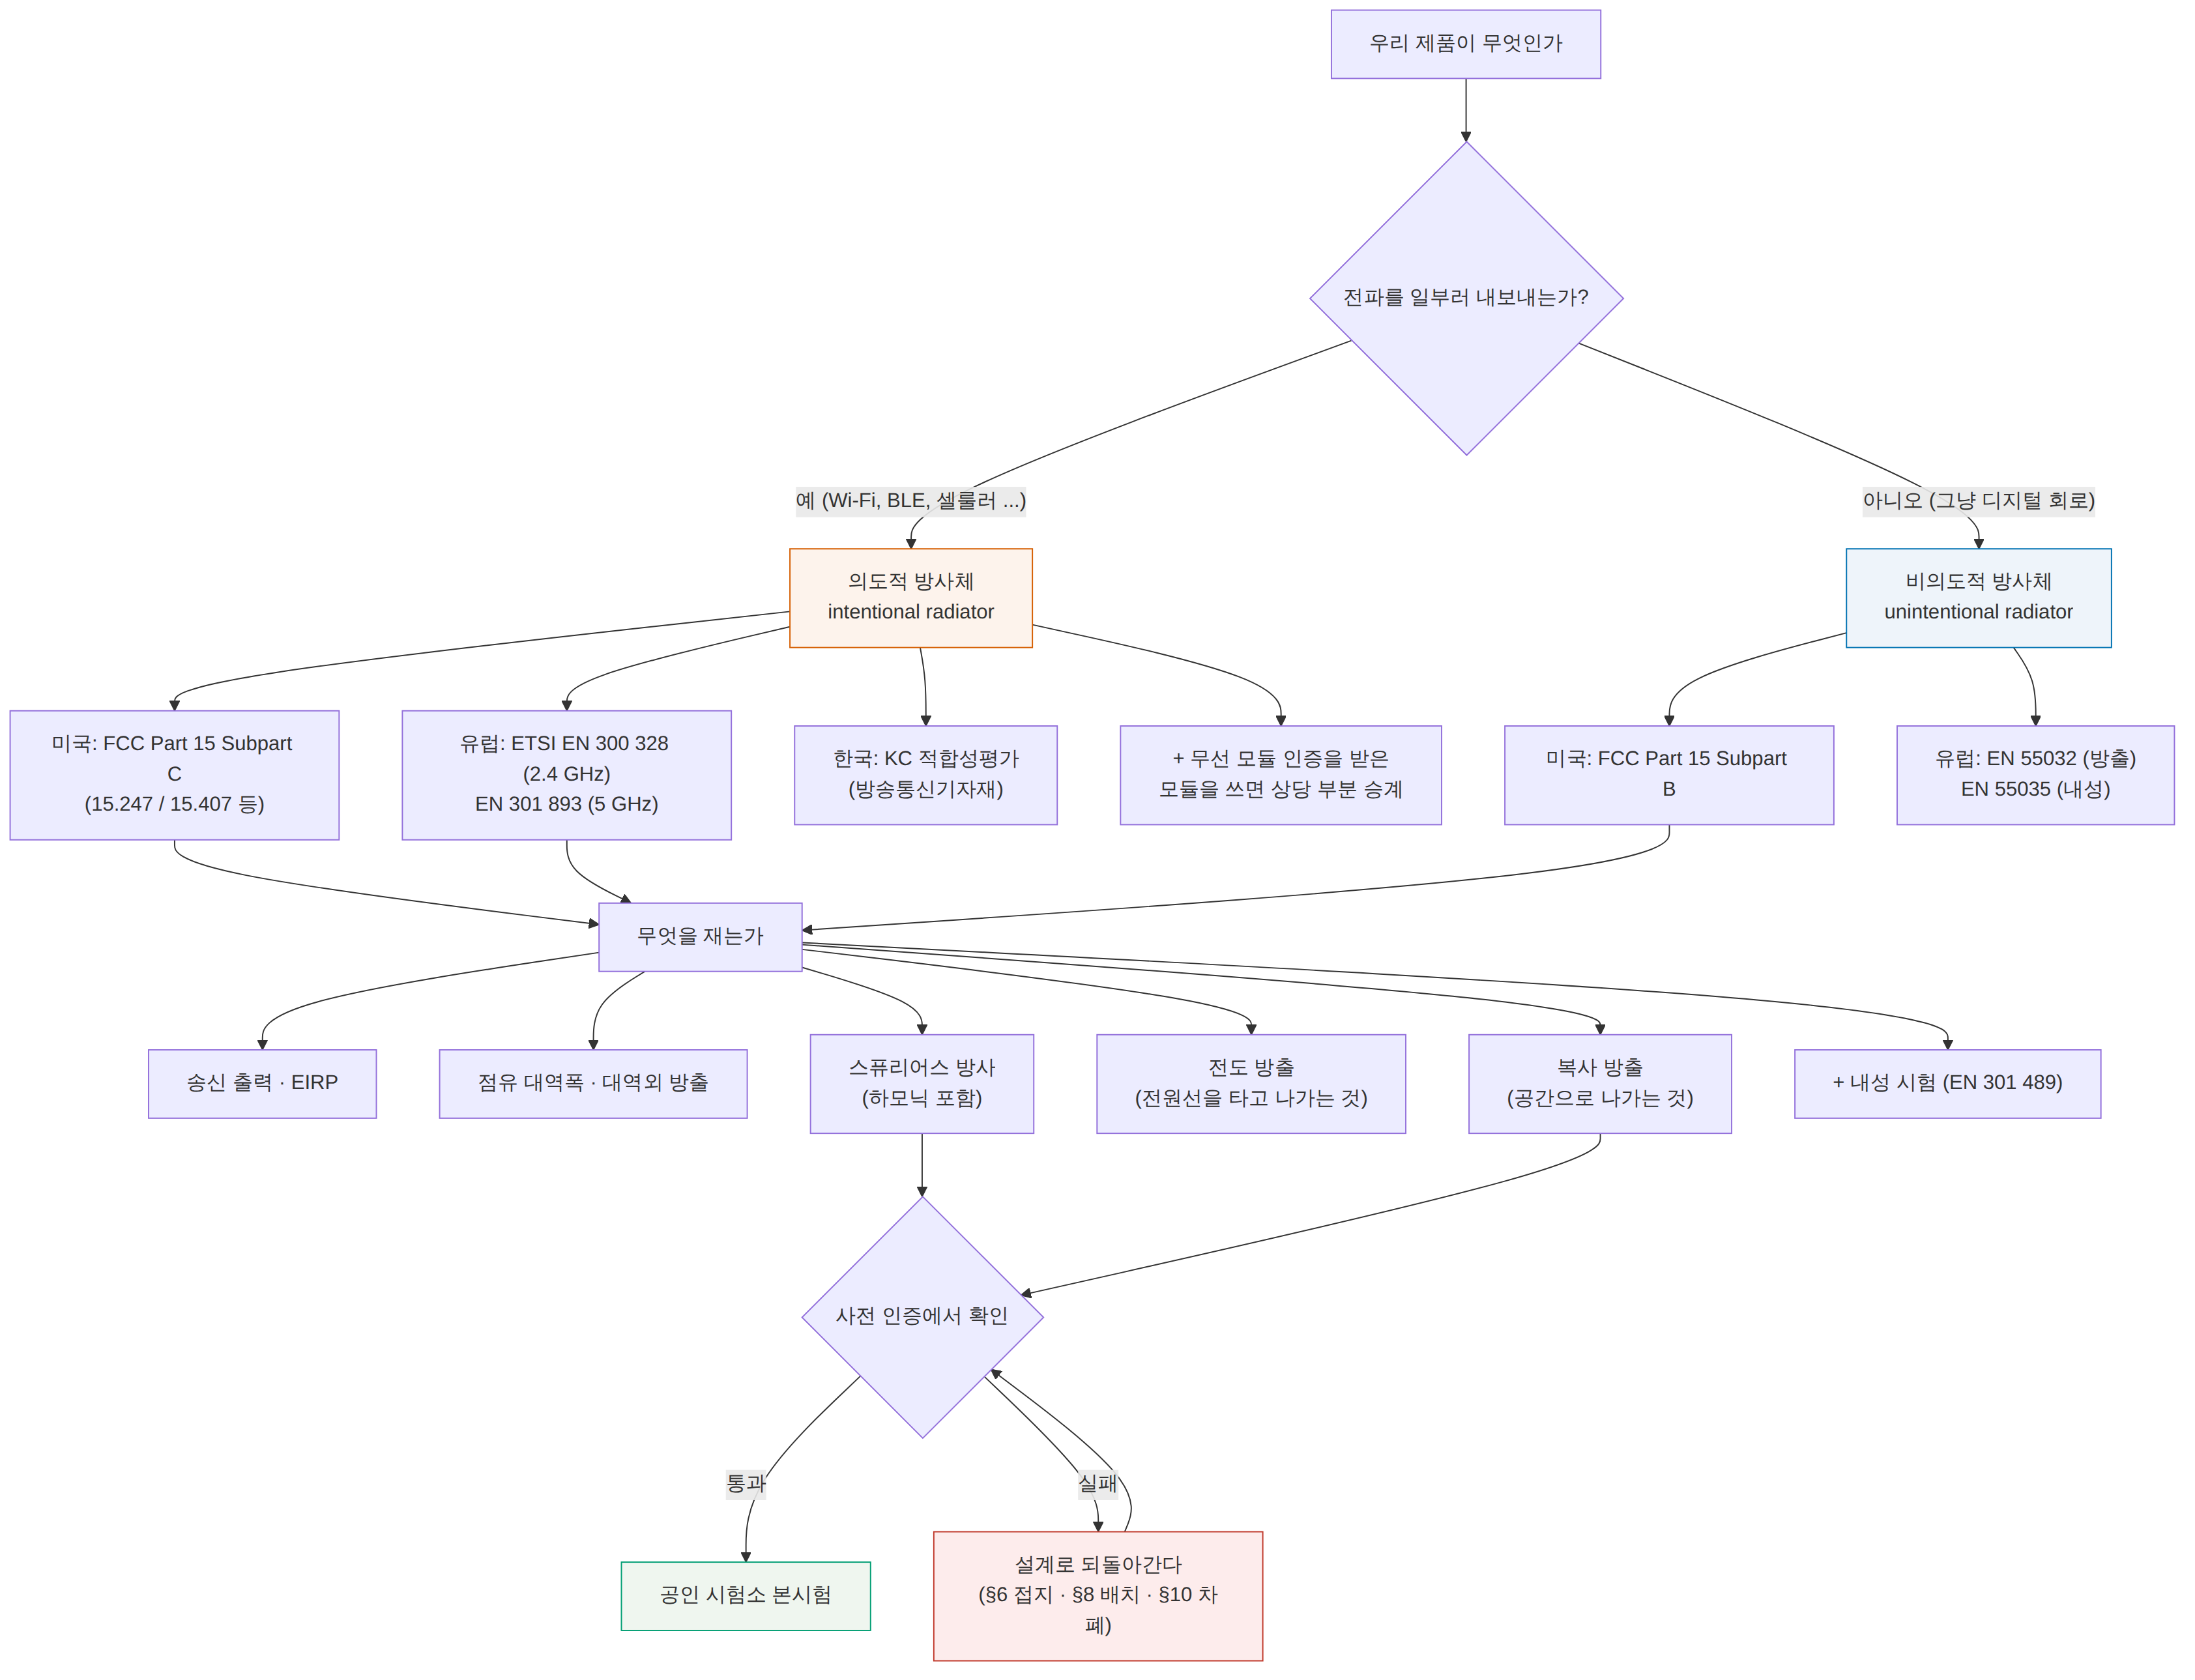 우리 제품이 무엇인가
전파를 일부러 내보내는가?
예 (Wi-Fi, BLE, 셀룰러 ...)
아니오 (그냥 디지털 회로)
의도적 방사체
intentional radiator
비의도적 방사체
unintentional radiator
미국: FCC Part 15 Subpart
C
(15.247 / 15.407 등)
유럽: ETSI EN 300 328
(2.4 GHz)
EN 301 893 (5 GHz)
한국: KC 적합성평가
(방송통신기자재)
+ 무선 모듈 인증을 받은
모듈을 쓰면 상당 부분 승계
미국: FCC Part 15 Subpart
B
유럽: EN 55032 (방출)
EN 55035 (내성)
무엇을 재는가
송신 출력 · EIRP
점유 대역폭 · 대역외 방출
스퓨리어스 방사
(하모닉 포함)
전도 방출
(전원선을 타고 나가는 것)
복사 방출
(공간으로 나가는 것)
+ 내성 시험 (EN 301 489)
사전 인증에서 확인
통과
실패
공인 시험소 본시험
설계로 되돌아간다
(§6 접지 · §8 배치 · §10 차
폐)